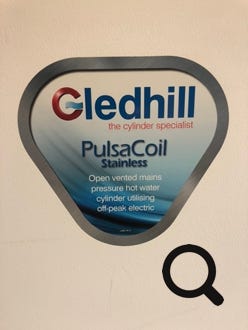 Gledhill
the cylinder specialist
PulsaCoil
Stainless
Open vented mains
pressure hot water
cylinder utilising
off-peak electric